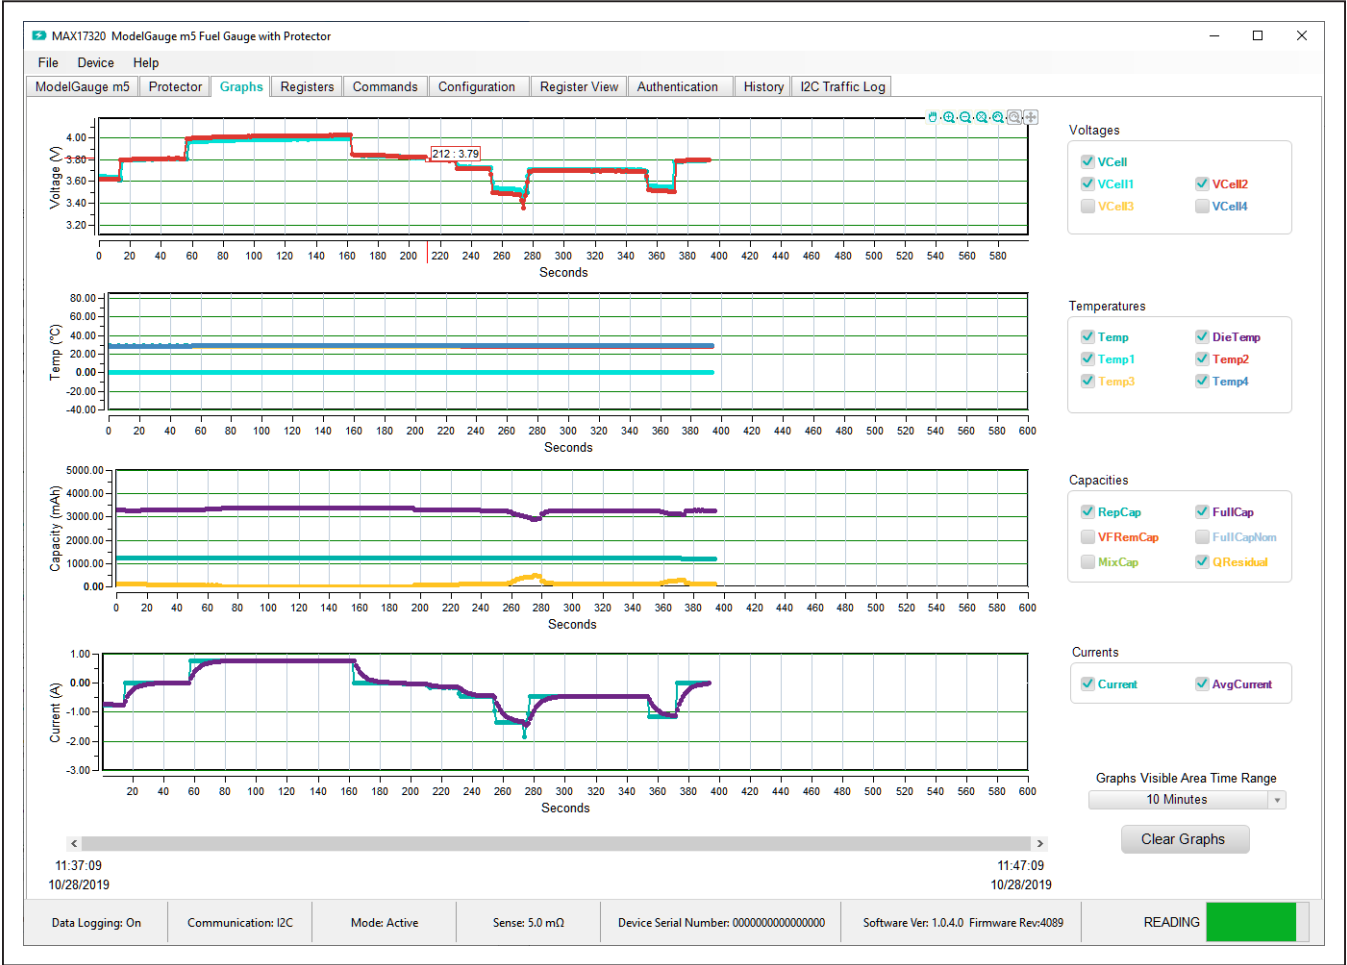 MAX17320 ModelGauge m5 Fuel Gauge with Protector
File Device Help
ModelGauge m5 Protector Graphs Registers Commands Configuration Register View Authentication History I2C Traffic Log
Voltage (V)
4.00
3.80
3.60
3.40
3.20
212 : 3.79
0 20 40 60 80 100 120 140 160 180 200 220 240 260 280 300 320 340 360 380 400 420 440 460 480 500 520 540 560 580
Seconds
Voltages
VCell
VCell1 VCell2
VCell3 VCell4
Temp (°C)
80.00
60.00
40.00
20.00
0.00
-20.00
-40.00
0 20 40 60 80 100 120 140 160 180 200 220 240 260 280 300 320 340 360 380 400 420 440 460 480 500 520 540 560 580 600
Seconds
Temperatures
Temp DieTemp
Temp1 Temp2
Temp3 Temp4
Capacity (mAh)
5000.00
4000.00
3000.00
2000.00
1000.00
0.00
0 20 40 60 80 100 120 140 160 180 200 220 240 260 280 300 320 340 360 380 400 420 440 460 480 500 520 540 560 580 600
Seconds
Capacities
RepCap FullCap
VFRemCap FullCapNom
MixCap QResidual
Current (A)
1.00
0.00
-1.00
-2.00
-3.00
20 40 60 80 100 120 140 160 180 200 220 240 260 280 300 320 340 360 380 400 420 440 460 480 500 520 540 560 580 600
Seconds
Currents
Current AvgCurrent
Graphs Visible Area Time Range
10 Minutes
Clear Graphs
11:37:09
10/28/2019
11:47:09
10/28/2019
Data Logging: On Communication: I2C Mode: Active Sense: 5.0 mΩ Device Serial Number: 0000000000000000 Software Ver: 1.0.4.0 Firmware Rev:4089 READING